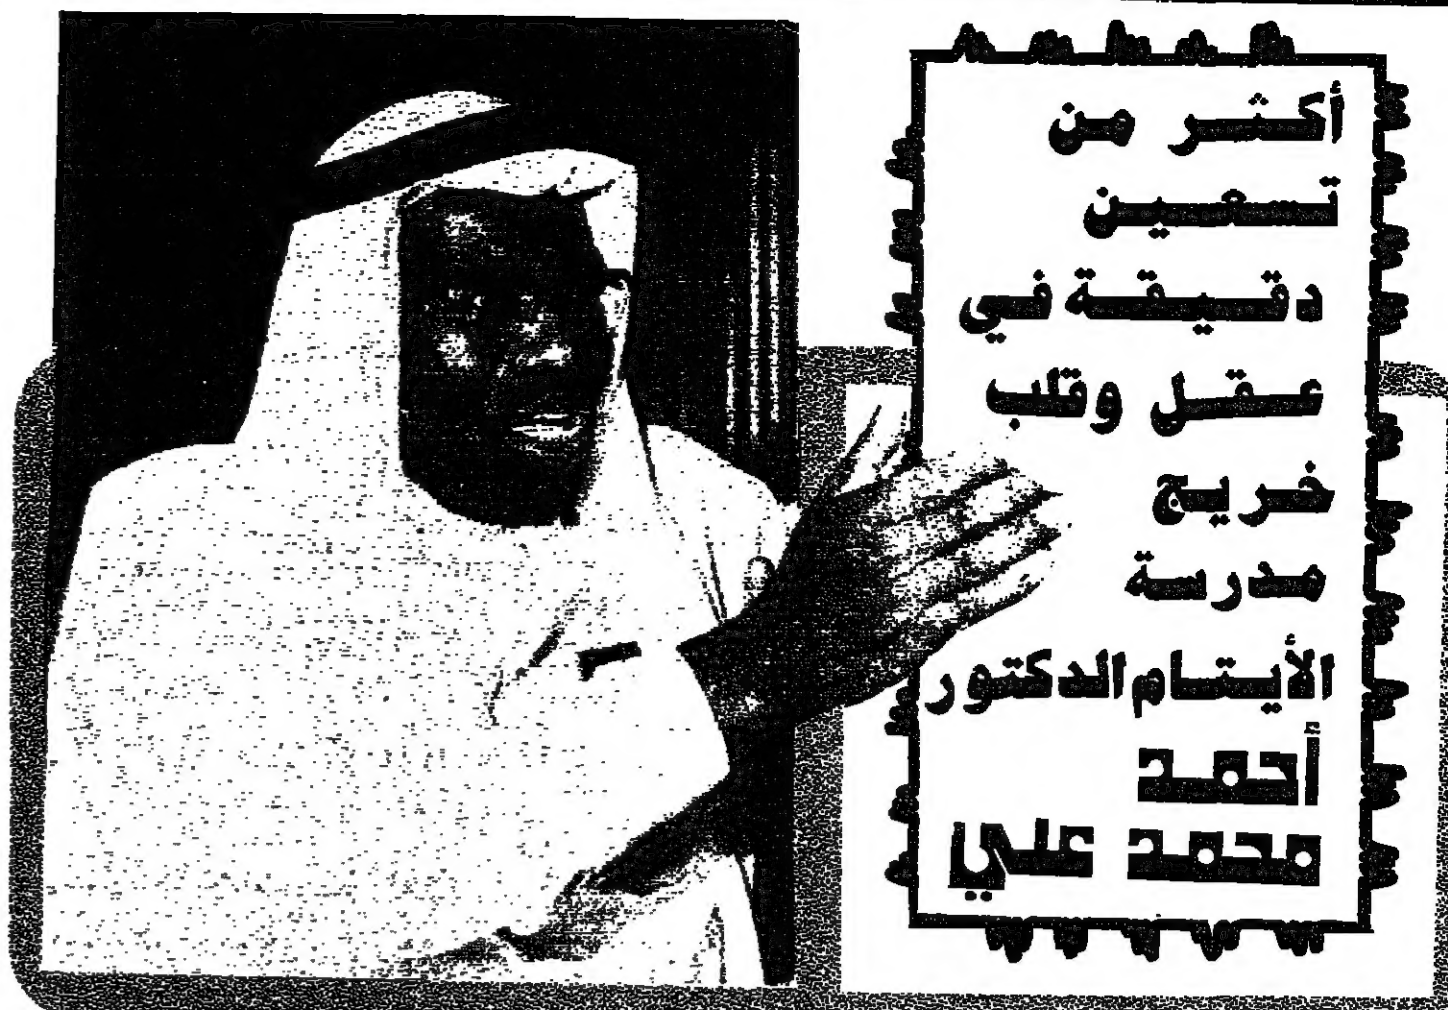 أكثر من
تسعين
دقيقة في
عقل وقلب
خريج
مدرسة
الأيتام الدكتور
أحمد
محمد علي